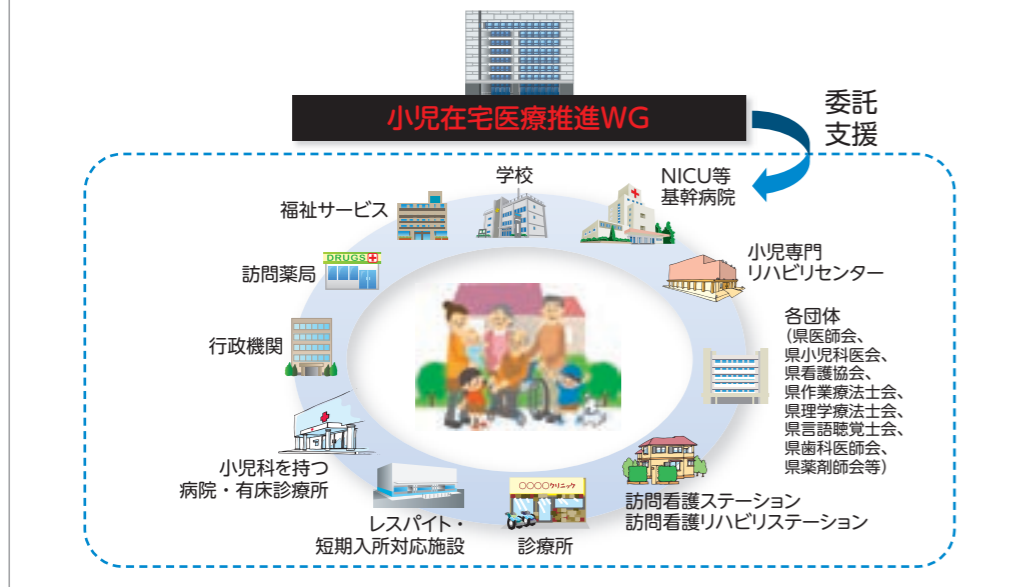 小児在宅医療推進WG
委託
支援
学校
NICU等
基幹病院
福祉サービス
小児専門
リハビリセンター
DRUGS
訪問薬局
各団体
(県医師会、
県小児科医会、
県看護協会、
県作業療法士会、
県理学療法士会、
県言語聴覚士会、
県歯科医師会、
県薬剤師会等)
行政機関
小児科を持つ
病院・有床診療所
〇〇〇〇クリニック
訪問看護ステーション
訪問看護リハビリステーション
レスパイト・
短期入所対応施設
診療所